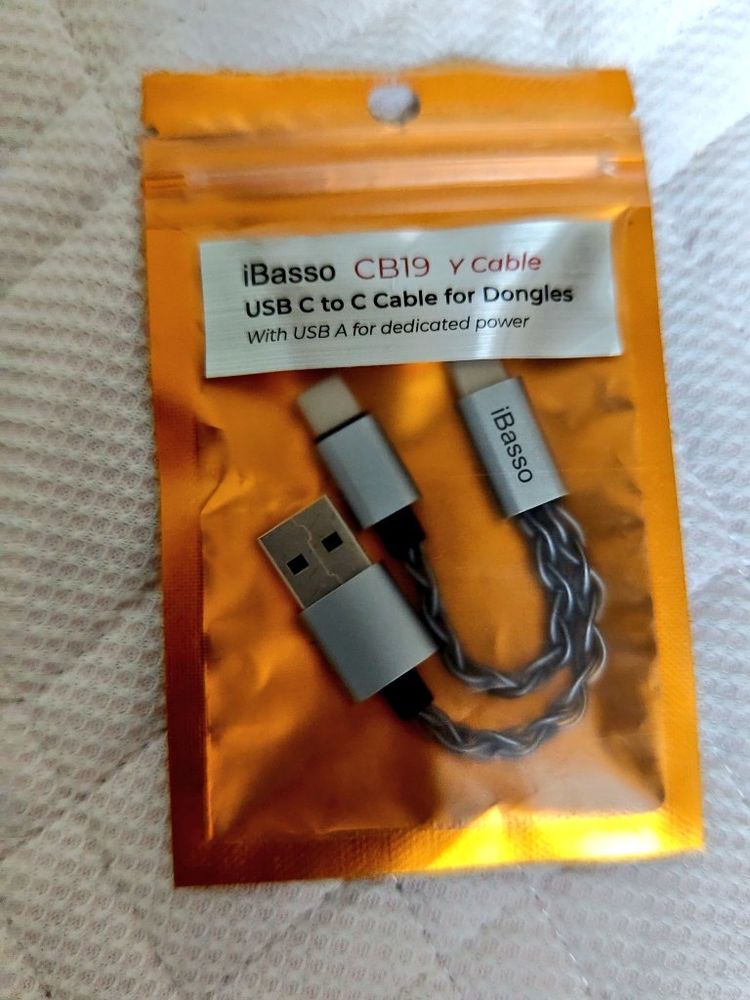 iBasso CB19 Y Cable
USB C to C Cable for Dongles
With USB A for dedicated power
iBasso